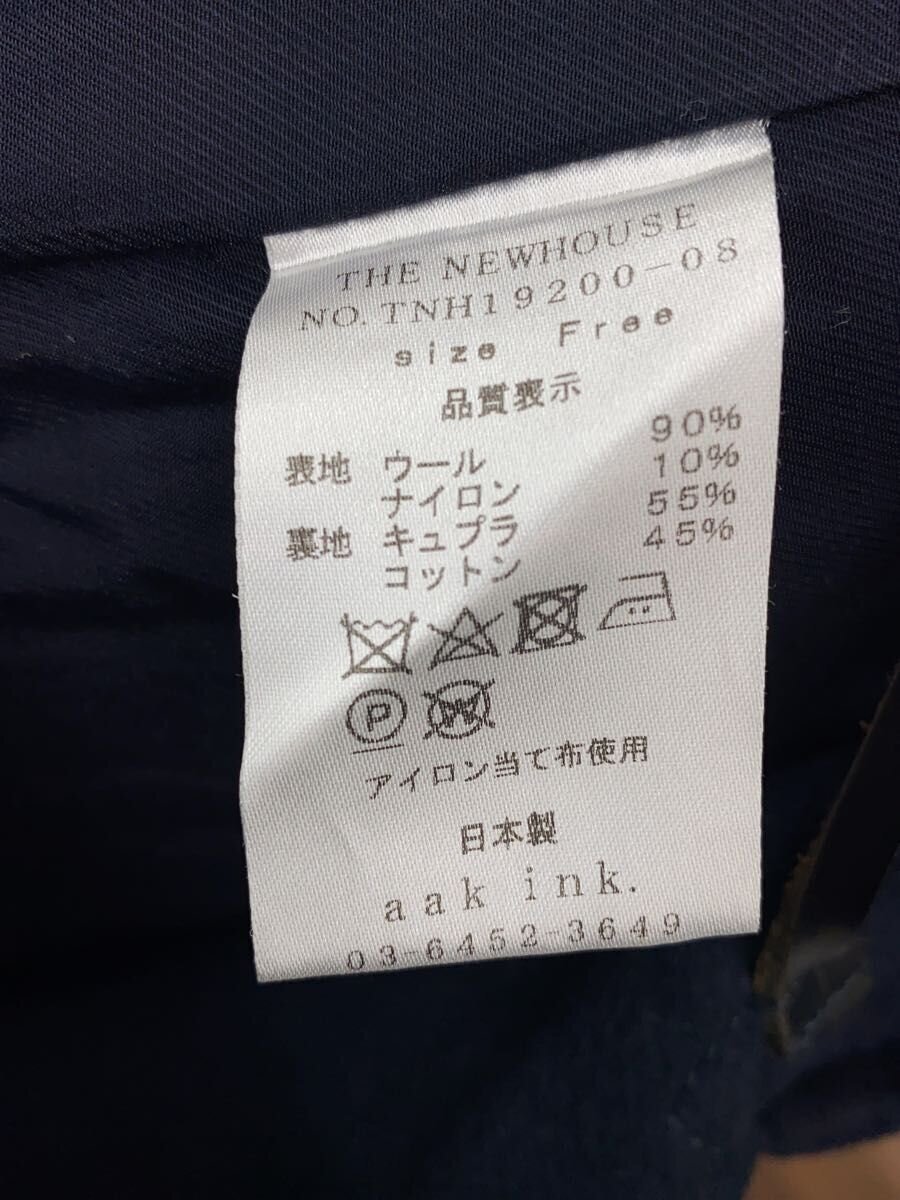 THE NEWHOUSE
NO. TNH19200-08
size Free
品質表示
表地 ウール 90%
ナイロン 10%
裏地 キュプラ 55%
コットン 45%
P
W
アイロン当て布使用
日本製
aak ink.
03-6452-3649